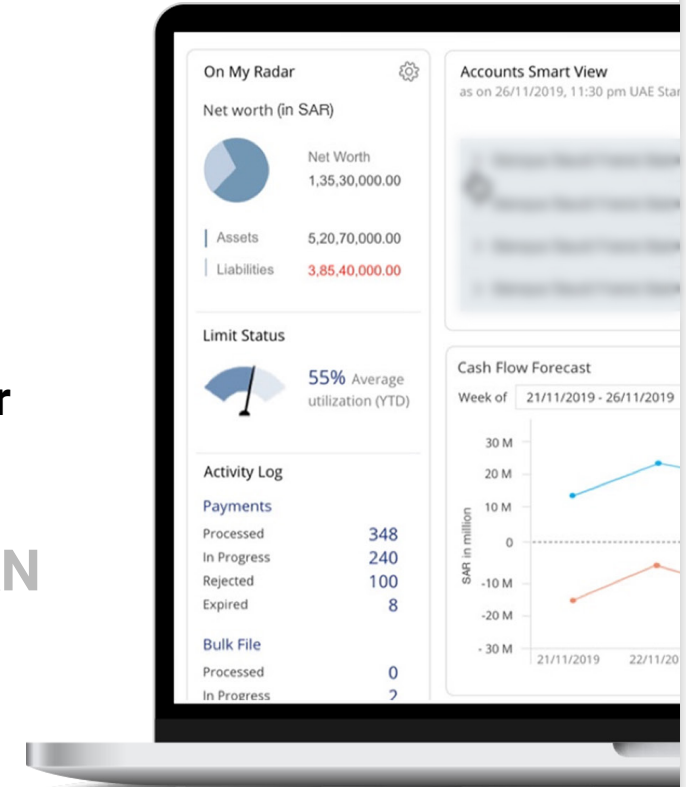 On My Radar
Net worth (in SAR)
Net Worth
1,35,30,000.00
Assets 5,20,70,000.00
Liabilities 3,85,40,000.00
Limit Status
55% Average
utilization (YTD)
Activity Log
Payments
Processed 348
In Progress 240
Rejected 100
Expired 8
Bulk File
Processed 0
In Progress 2
Accounts Smart View
as on 26/11/2019, 11:30 pm UAE Star
Cash Flow Forecast
Week of 21/11/2019 - 26/11/2019
SAR in million
30 M
20 M
10 M
0
-10 M
-20 M
- 30 M
21/11/2019 22/11/20
r
N